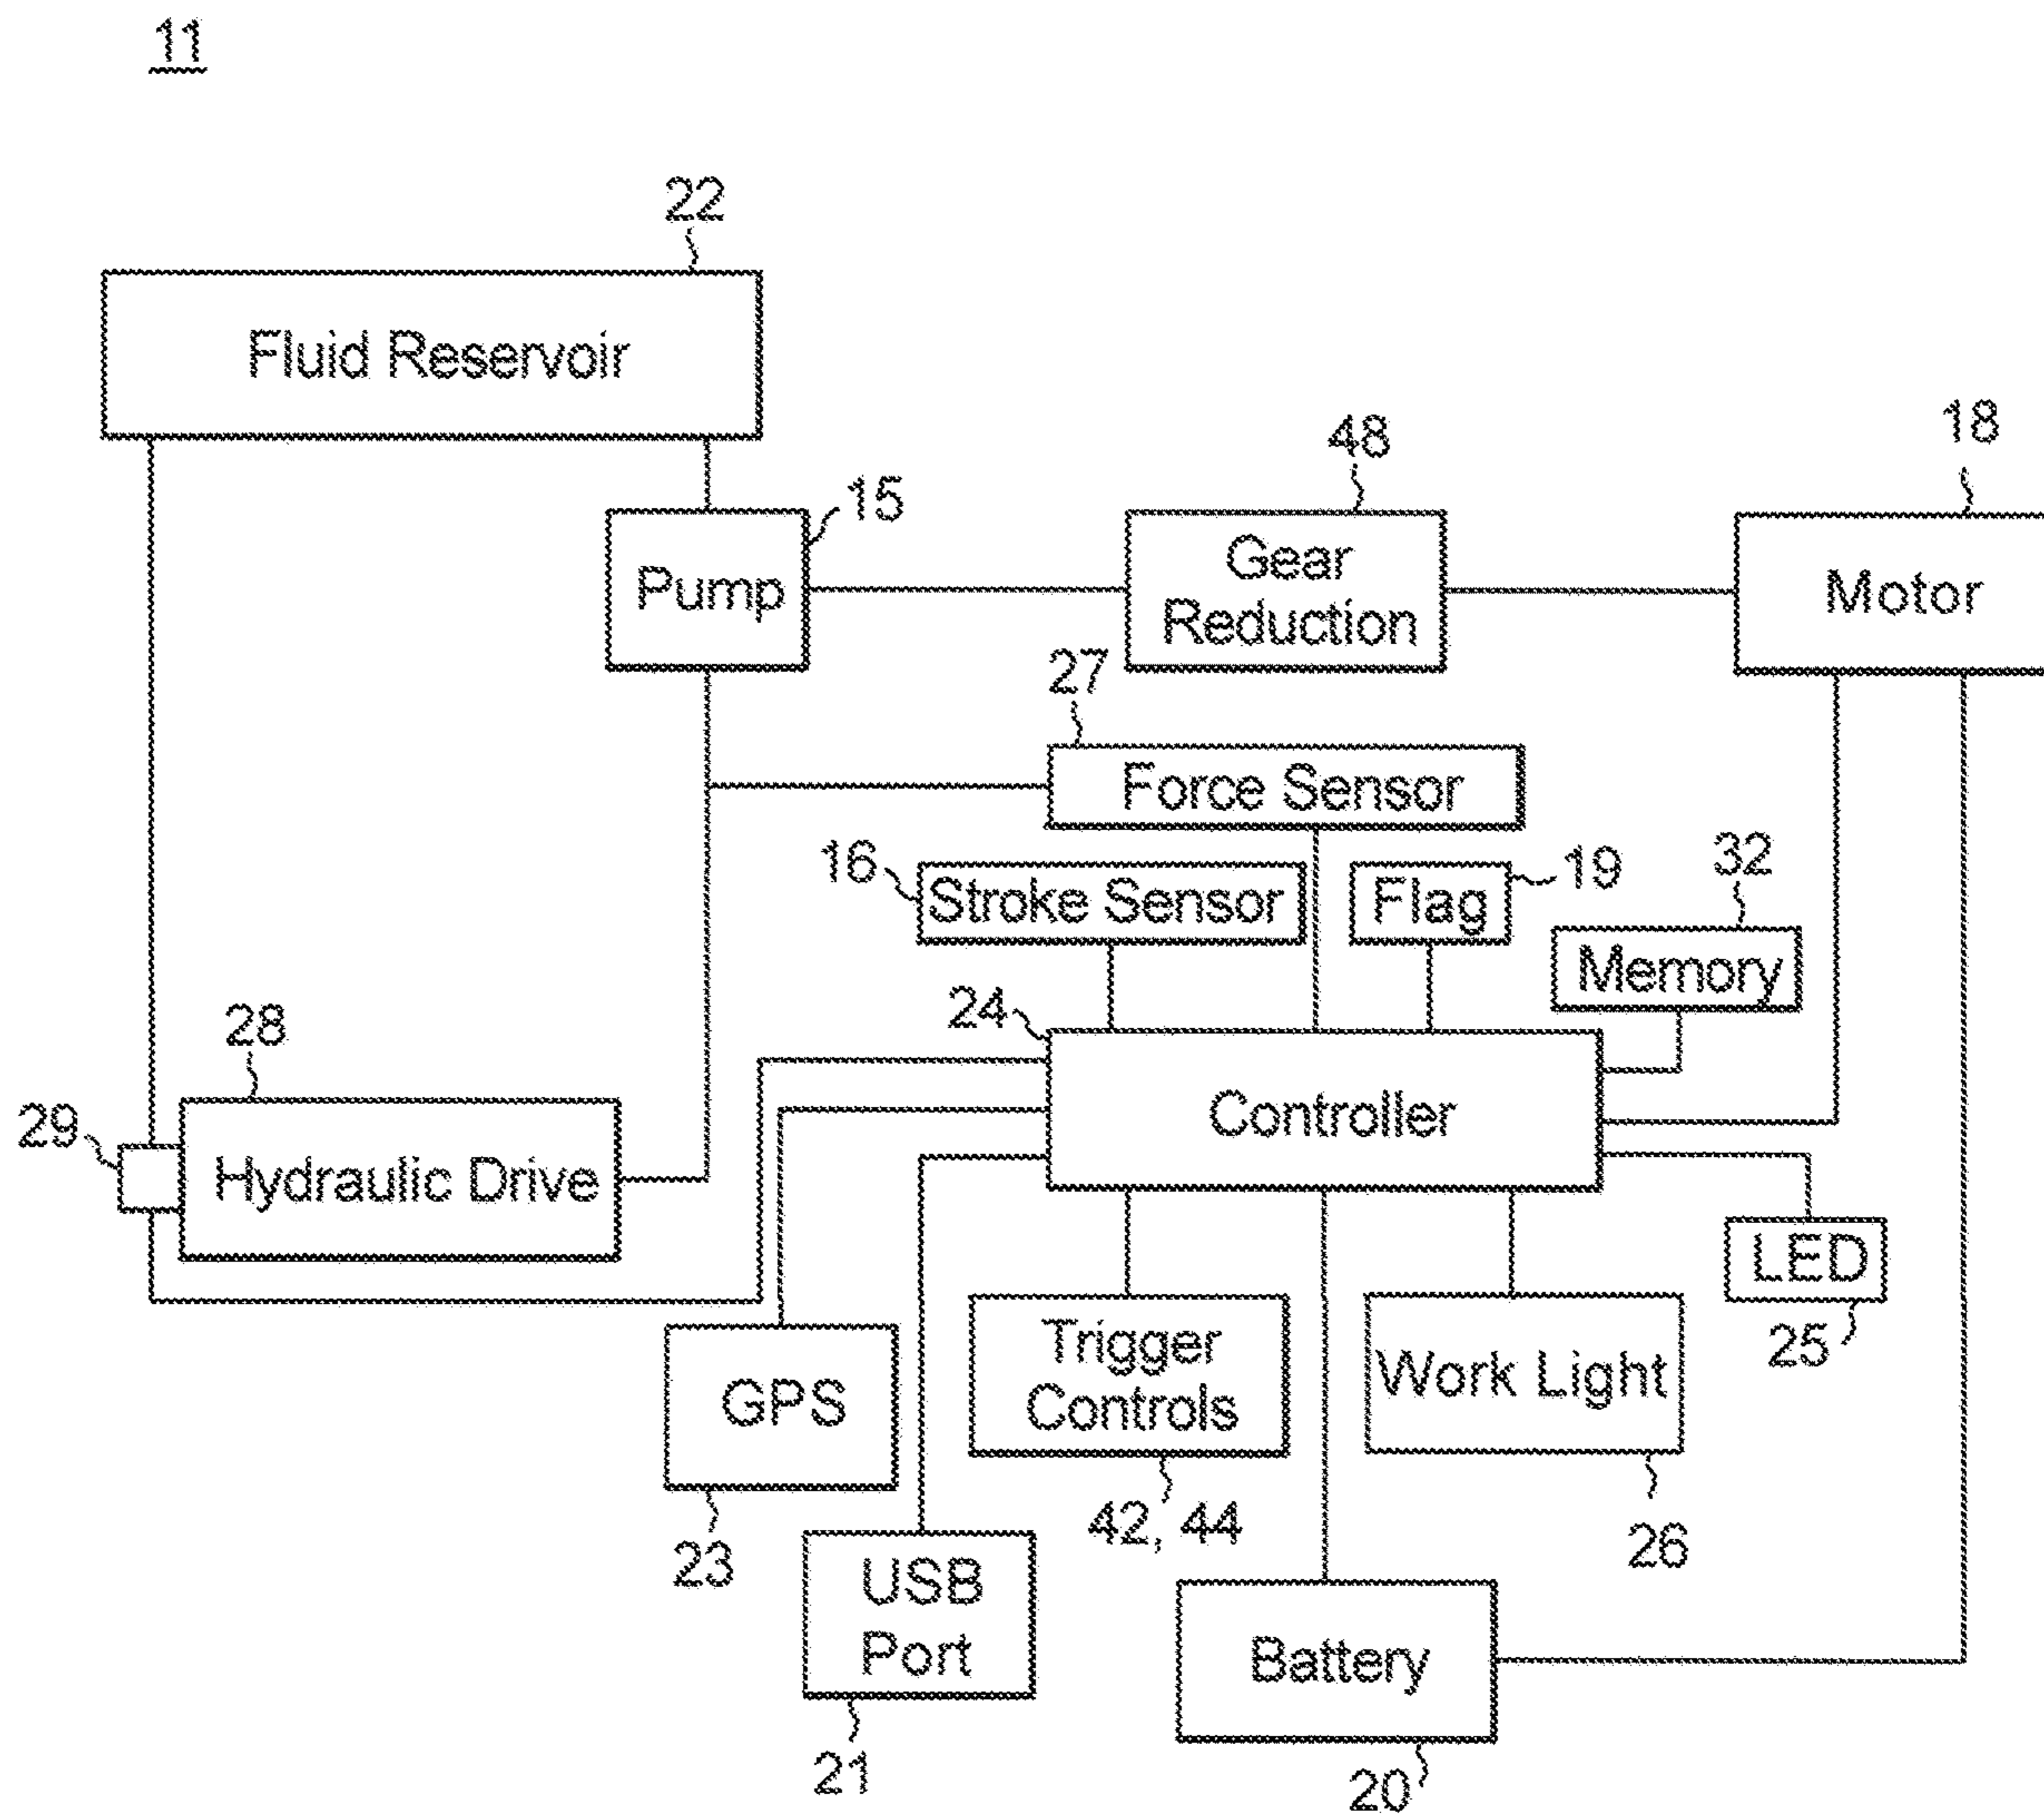 11
22
Fluid Reservoir
48
18
15
Gear
Reduction
Pump
Motor
27
Force Sensor
16
Stroke Sensor
Flag
19
32
Memory
24
28
Controller
29
Hydraulic Drive
LED
25
Trigger
Controls
Work Light
GPS
42, 44
26
23
USB
Port
Battery
21
20